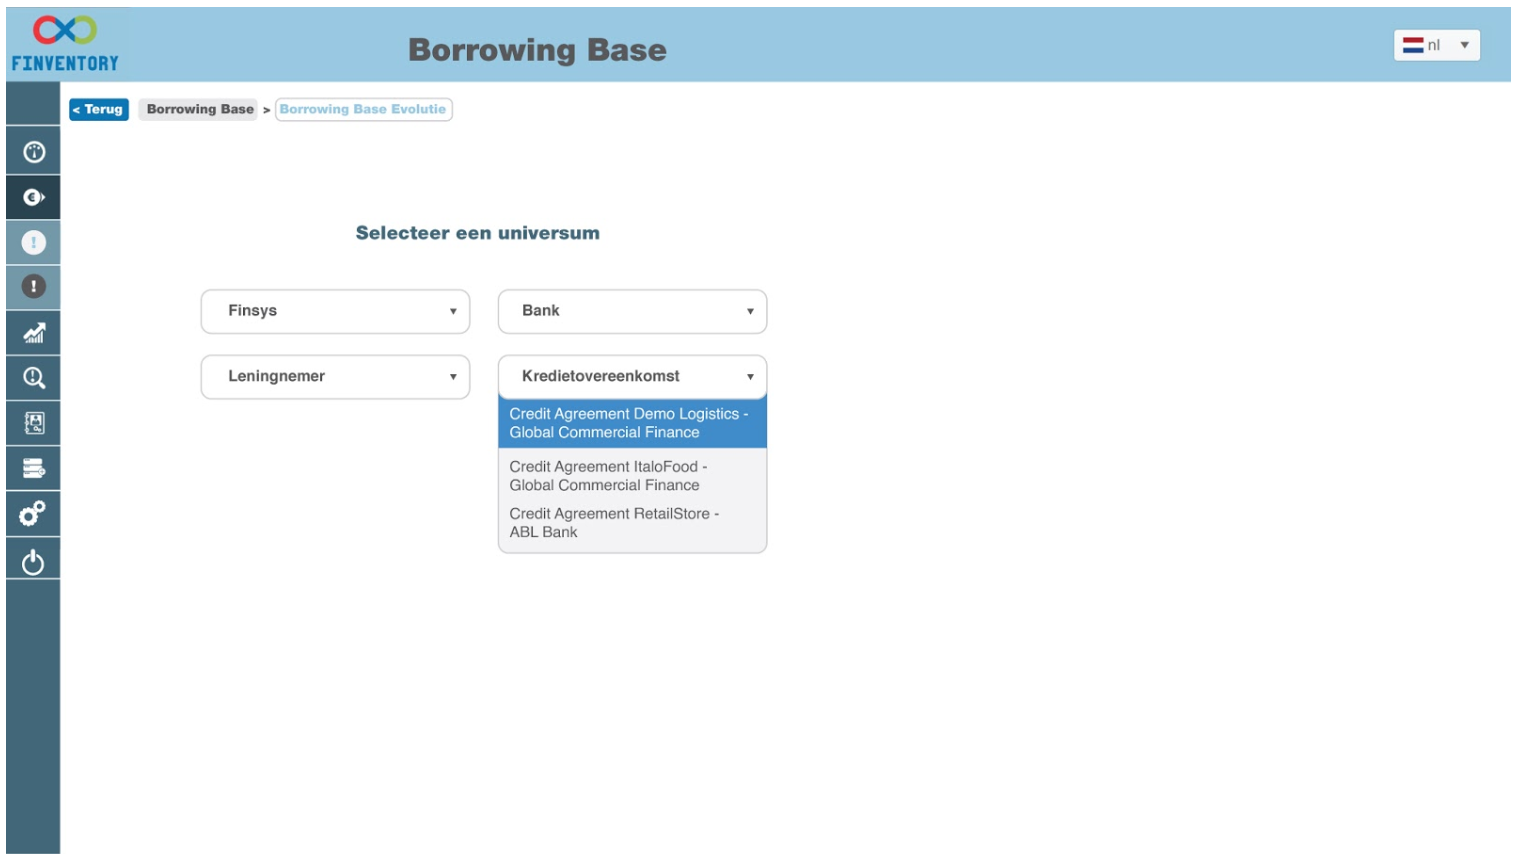 FINVENTORY
Borrowing Base
nl
< Terug
Borrowing Base > Borrowing Base Evolutie
Selecteer een universum
Finsys
Bank
Leningnemer
Kredietovereenkomst
Credit Agreement Demo Logistics -
Global Commercial Finance
Credit Agreement ItaloFood -
Global Commercial Finance
Credit Agreement RetailStore -
ABL Bank